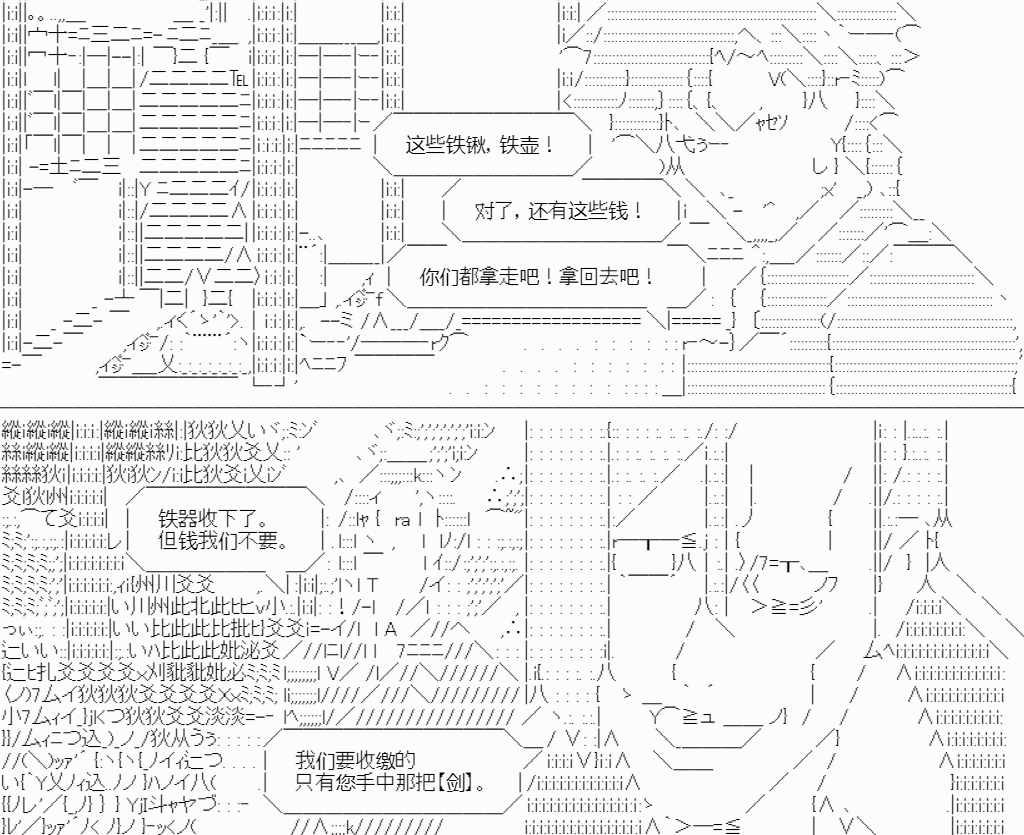 这些铁锹，铁壶！
对了，还有这些钱！
你们都拿走吧！拿回去吧！
铁器收下了。
但钱我们不要。
我们要收缴的
只有您手中那把【剑】。